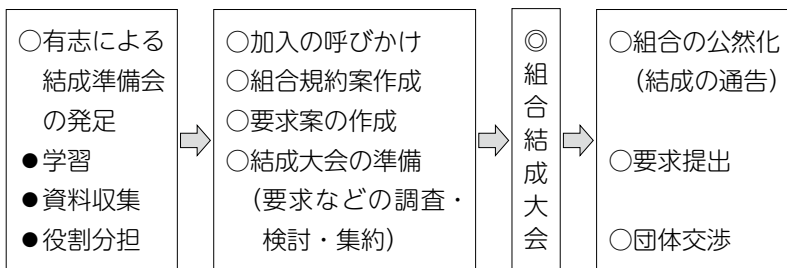 ○有志による
結成準備会
の発足
●学習
●資料収集
●役割分担
○加入の呼びかけ
○組合規約案作成
○要求案の作成
○結成大会の準備
(要求などの調査・
検討・集約)
◎組合結成大会
○組合の公然化
(結成の通告)
○要求提出
○団体交渉